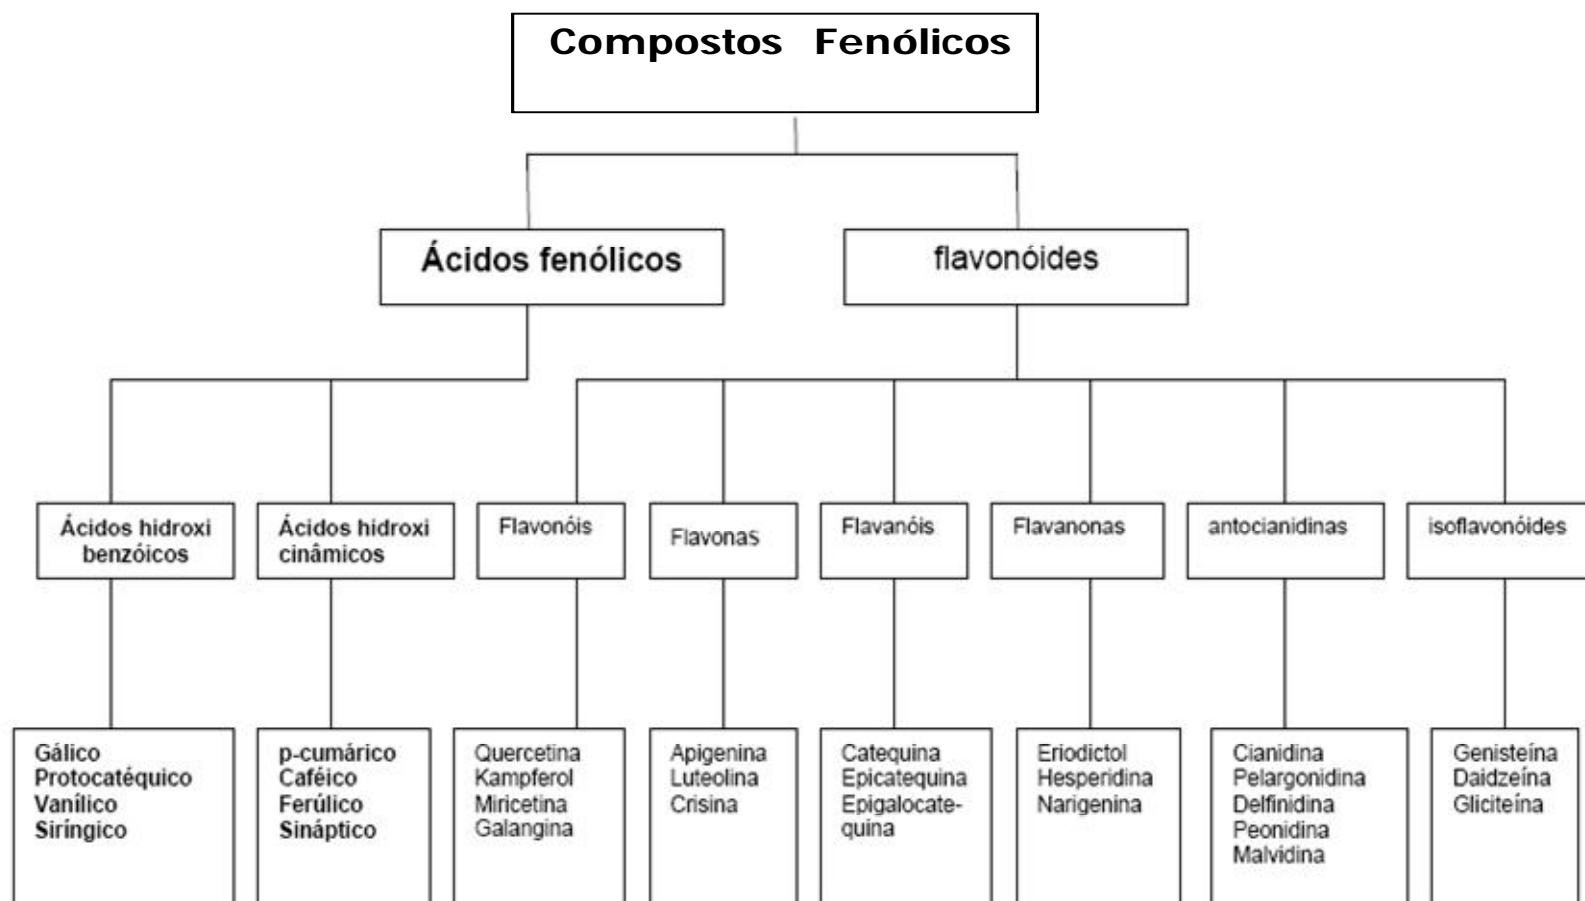 Compostos Fenólicos
Ácidos fenólicos
flavonóides
Ácidos hidroxi
benzóicos
Ácidos hidroxi
cinâmicos
Flavonóis
Flavonas
Flavanóis
Flavanonas
antocianidinas
isoflavonóides
Gálico
Protocatéquico
Vanílico
Siríngico
p-cumárico
Caféico
Ferúlico
Sináptico
Quercetina
Kampferol
Miricetina
Galangina
Apigenina
Luteolina
Crisina
Catequina
Epicatequina
Epigalocate-
quina
Eriodictol
Hesperidina
Narigenina
Cianidina
Pelargonidina
Delfinidina
Peonidina
Malvidina
Genisteína
Daidzeína
Gliciteína